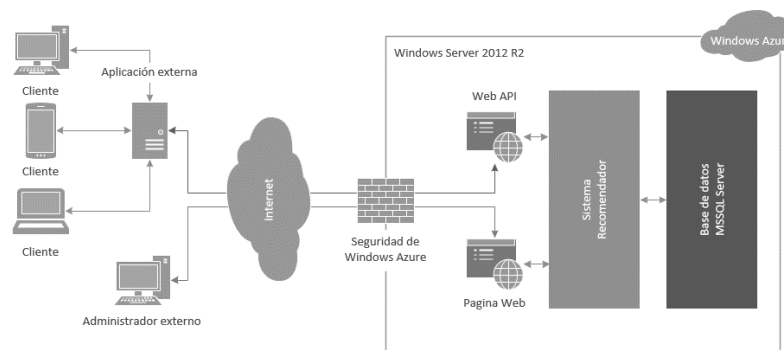 Windows Azure
Windows Server 2012 R2
Aplicación externa
Cliente
Web API
Cliente
Internet
Sistema
Recomendador
Base de datos
MSSQL Server
Cliente
Seguridad de
Windows Azure
Pagina Web
Administrador externo